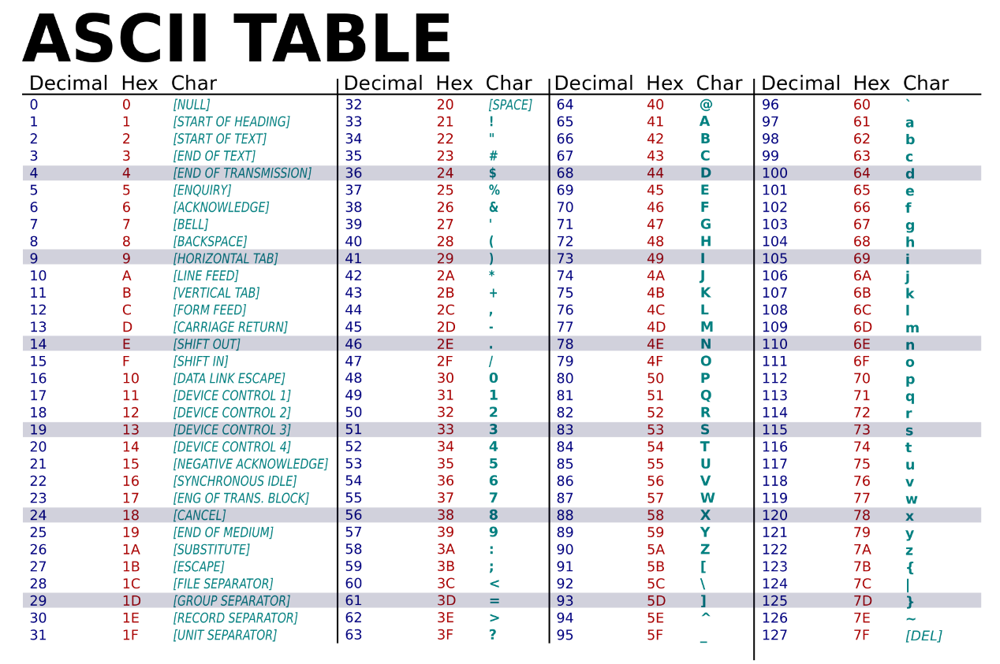 ASCII TABLE
Decimal Hex Char Decimal Hex Char Decimal Hex Char Decimal Hex Char
0 0 [NULL] 32 20 [SPACE] 64 40 @ 96 60 `
1 1 [START OF HEADING] 33 21 ! 65 41 A 97 61 a
2 2 [START OF TEXT] 34 22 " 66 42 B 98 62 b
3 3 [END OF TEXT] 35 23 # 67 43 C 99 63 c
4 4 [END OF TRANSMISSION] 36 24 $ 68 44 D 100 64 d
5 5 [ENQUIRY] 37 25 % 69 45 E 101 65 e
6 6 [ACKNOWLEDGE] 38 26 & 70 46 F 102 66 f
7 7 [BELL] 39 27 ' 71 47 G 103 67 g
8 8 [BACKSPACE] 40 28 ( 72 48 H 104 68 h
9 9 [HORIZONTAL TAB] 41 29 ) 73 49 I 105 69 i
10 A [LINE FEED] 42 2A * 74 4A J 106 6A j
11 B [VERTICAL TAB] 43 2B + 75 4B K 107 6B k
12 C [FORM FEED] 44 2C , 76 4C L 108 6C l
13 D [CARRIAGE RETURN] 45 2D - 77 4D M 109 6D m
14 E [SHIFT OUT] 46 2E . 78 4E N 110 6E n
15 F [SHIFT IN] 47 2F / 79 4F O 111 6F o
16 10 [DATA LINK ESCAPE] 48 30 0 80 50 P 112 70 p
17 11 [DEVICE CONTROL 1] 49 31 1 81 51 Q 113 71 q
18 12 [DEVICE CONTROL 2] 50 32 2 82 52 R 114 72 r
19 13 [DEVICE CONTROL 3] 51 33 3 83 53 S 115 73 s
20 14 [DEVICE CONTROL 4] 52 34 4 84 54 T 116 74 t
21 15 [NEGATIVE ACKNOWLEDGE] 53 35 5 85 55 U 117 75 u
22 16 [SYNCHRONOUS IDLE] 54 36 6 86 56 V 118 76 v
23 17 [ENG OF TRANS. BLOCK] 55 37 7 87 57 W 119 77 w
24 18 [CANCEL] 56 38 8 88 58 X 120 78 x
25 19 [END OF MEDIUM] 57 39 9 89 59 Y 121 79 y
26 1A [SUBSTITUTE] 58 3A : 90 5A Z 122 7A z
27 1B [ESCAPE] 59 3B ; 91 5B [ 123 7B {
28 1C [FILE SEPARATOR] 60 3C < 92 5C \ 124 7C |
29 1D [GROUP SEPARATOR] 61 3D = 93 5D ] 125 7D }
30 1E [RECORD SEPARATOR] 62 3E > 94 5E ^ 126 7E ~
31 1F [UNIT SEPARATOR] 63 3F ? 95 5F _ 127 7F [DEL]